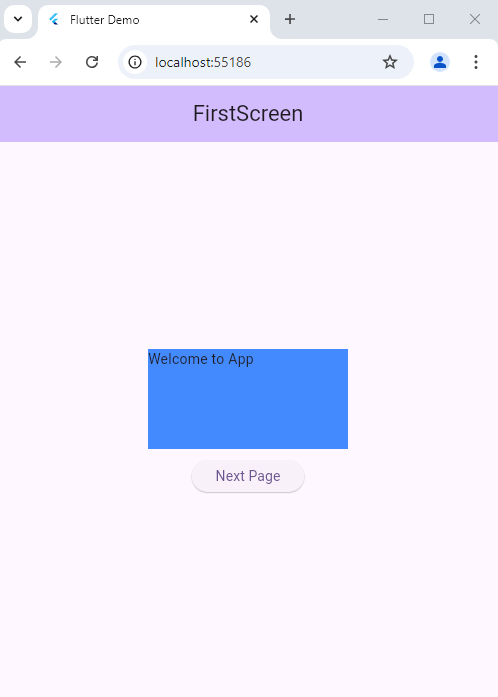 Flutter Demo
localhost:55186
FirstScreen
Welcome to App
Next Page